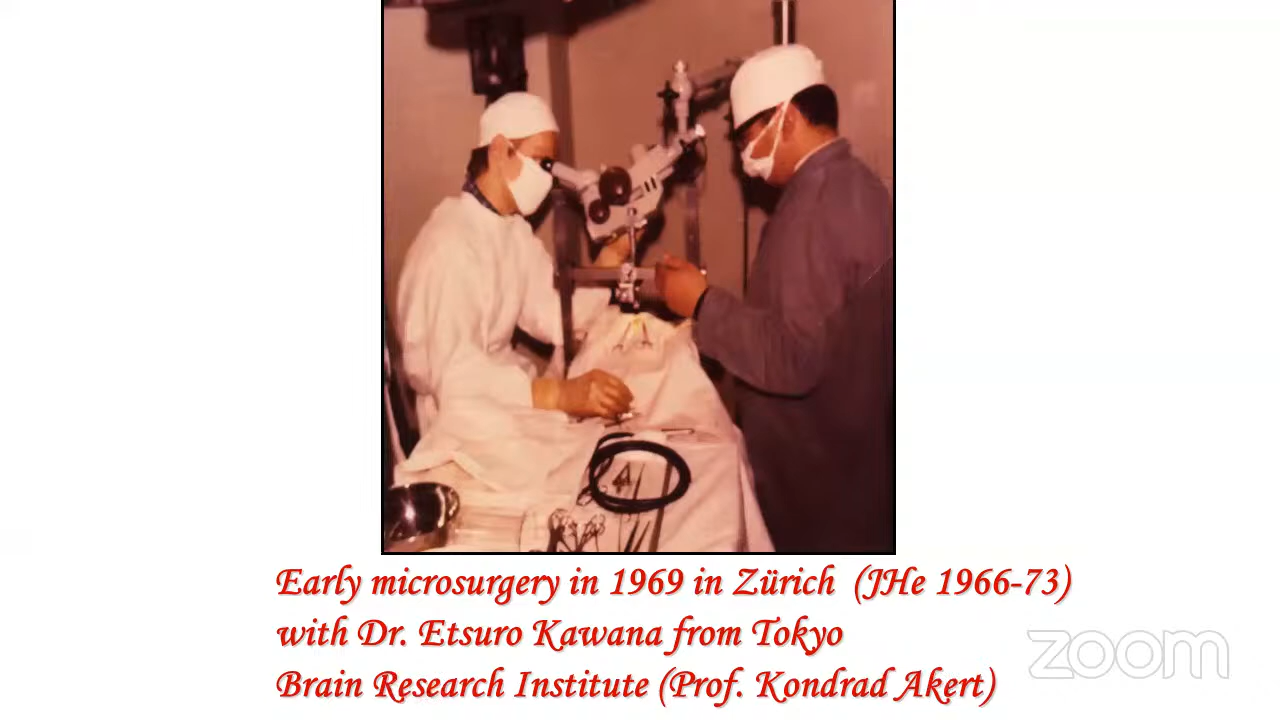 Early microsurgery in 1969 in Zürich (JHe 1966-73)
with Dr. Etsuro Kawana from Tokyo
Brain Research Institute (Prof. Kondrad Akert)
zoom